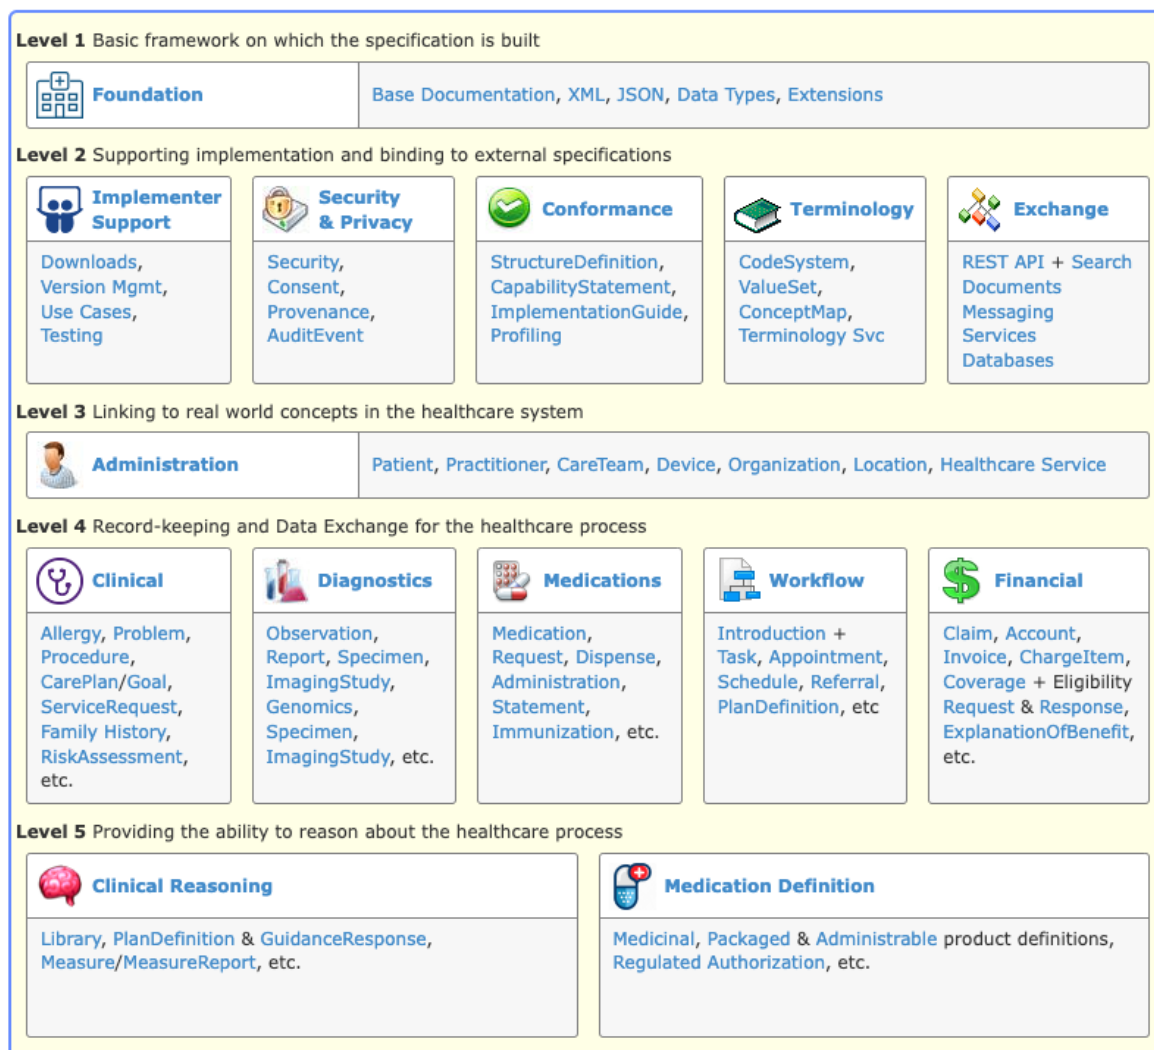 Level 1 Basic framework on which the specification is built
Foundation
Base Documentation, XML, JSON, Data Types, Extensions
Level 2 Supporting implementation and binding to external specifications
Implementer
Support
Downloads,
Version Mgmt,
Use Cases,
Testing
Security
& Privacy
Security,
Consent,
Provenance,
AuditEvent
Conformance
StructureDefinition,
CapabilityStatement,
ImplementationGuide,
Profiling
Terminology
CodeSystem,
ValueSet,
ConceptMap,
Terminology Svc
Exchange
REST API + Search
Documents
Messaging
Services
Databases
Level 3 Linking to real world concepts in the healthcare system
Administration
Patient, Practitioner, CareTeam, Device, Organization, Location, Healthcare Service
Level 4 Record-keeping and Data Exchange for the healthcare process
Clinical
Allergy, Problem,
Procedure,
CarePlan/Goal,
ServiceRequest,
Family History,
RiskAssessment,
etc.
Diagnostics
Observation,
Report, Specimen,
ImagingStudy,
Genomics,
Specimen,
ImagingStudy, etc.
Medications
Medication,
Request, Dispense,
Administration,
Statement,
Immunization, etc.
Workflow
Introduction +
Task, Appointment,
Schedule, Referral,
PlanDefinition, etc
$ Financial
Claim, Account,
Invoice, ChargeItem,
Coverage + Eligibility
Request & Response,
ExplanationOfBenefit,
etc.
Level 5 Providing the ability to reason about the healthcare process
Clinical Reasoning
Library, PlanDefinition & GuidanceResponse,
Measure/MeasureReport, etc.
Medication Definition
Medicinal, Packaged & Administrable product definitions,
Regulated Authorization, etc.